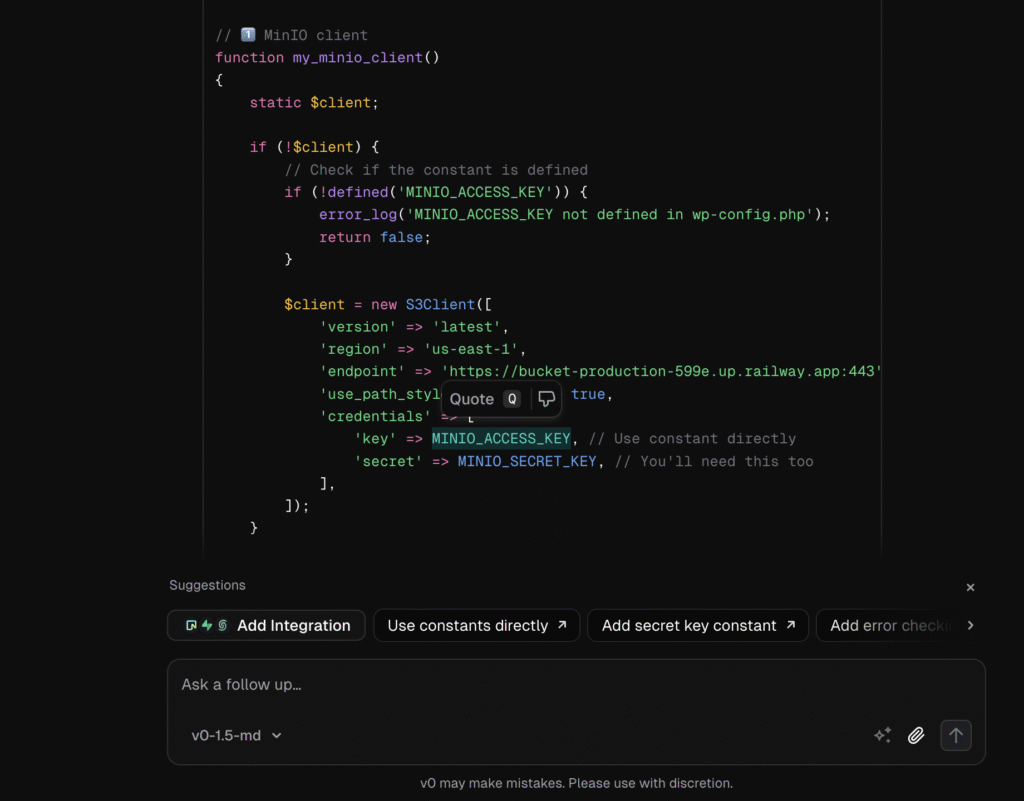 // 1️⃣ MinIO client
function my_minio_client()
{
    static $client;
    if (!$client) {
        // Check if the constant is defined
        if (!defined('MINIO_ACCESS_KEY')) {
            error_log('MINIO_ACCESS_KEY not defined in wp-config.php');
            return false;
        }
        $client = new S3Client([
            'version' => 'latest',
            'region' => 'us-east-1',
            'endpoint' => 'https://bucket-production-599e.up.railway.app:443'
            'use_path_styl true,
Quote Q
            'credentials' => [
                'key' => MINIO_ACCESS_KEY, // Use constant directly
                'secret' => MINIO_SECRET_KEY, // You'll need this too
            ],
        ]);
    }
Suggestions
Add Integration Use constants directly Add secret key constant Add error checki
Ask a follow up...
v0-1.5-md
v0 may make mistakes. Please use with discretion.